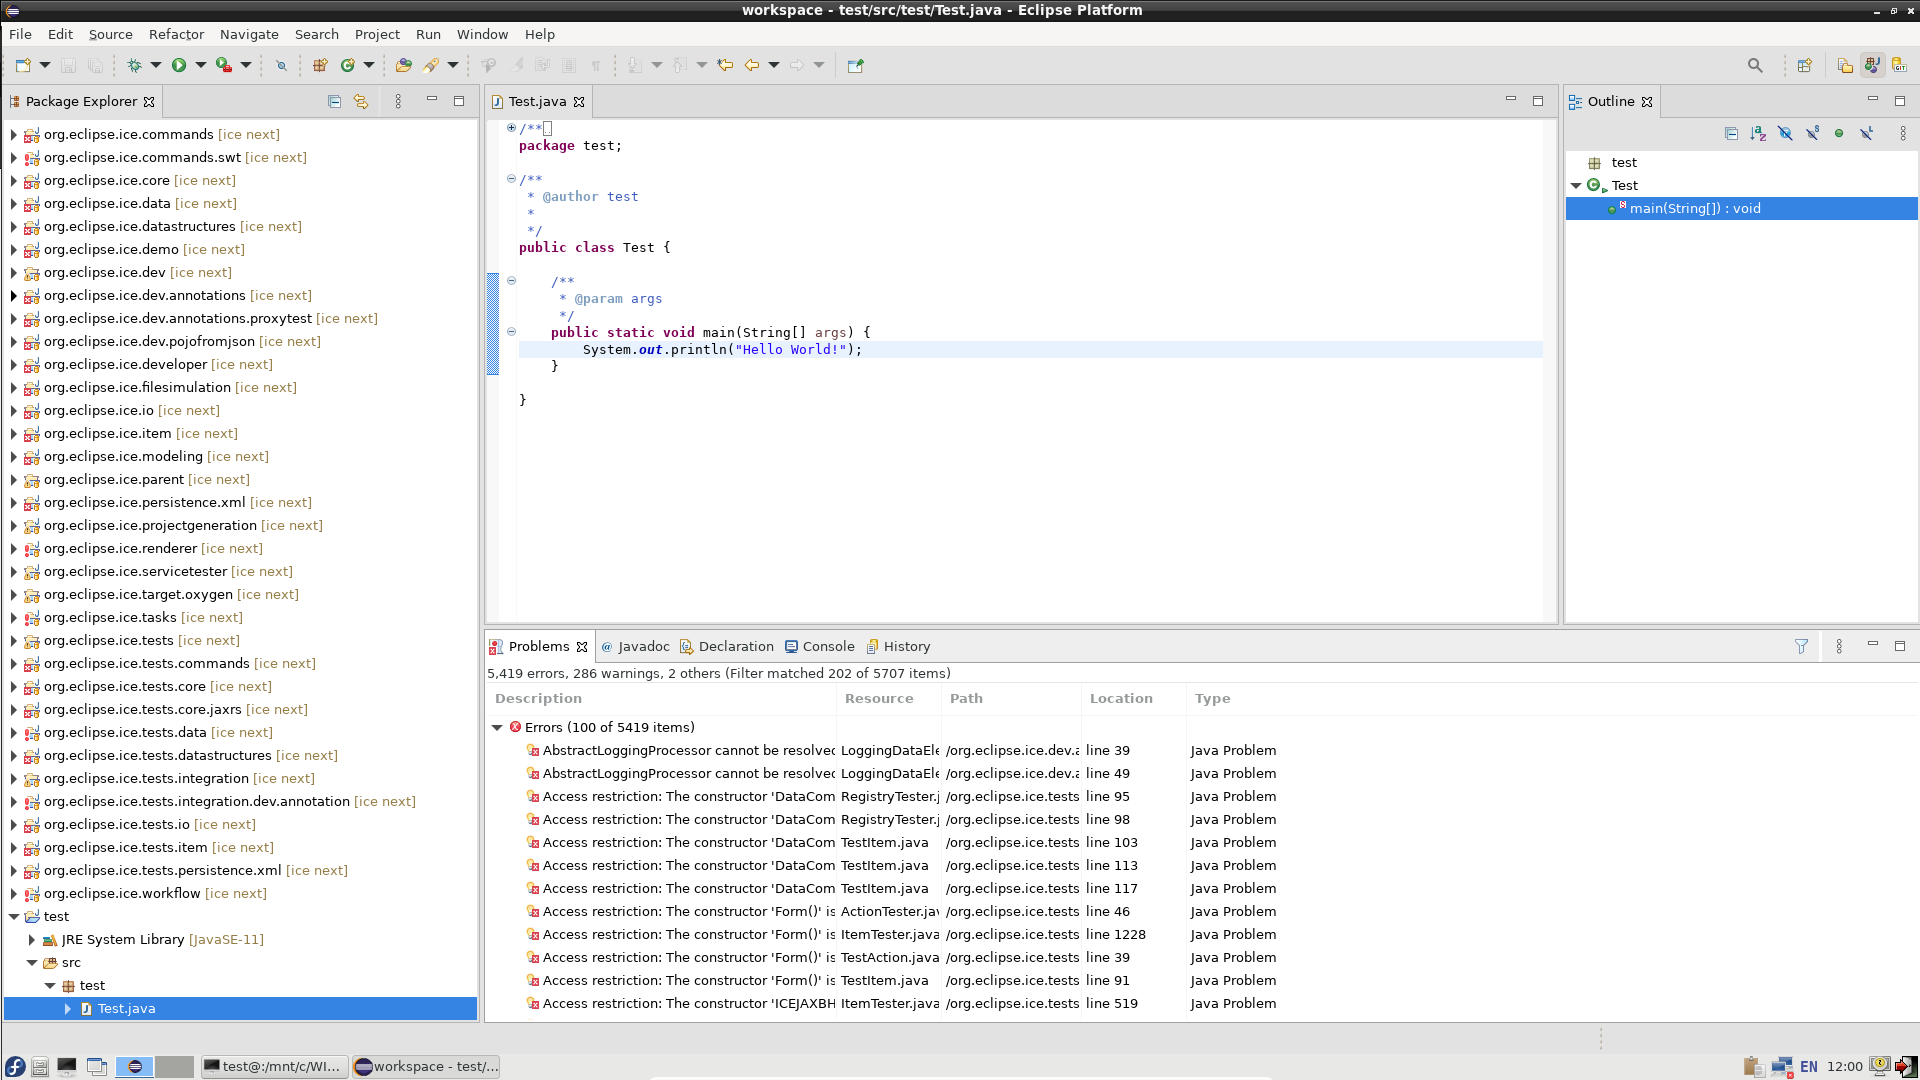 workspace - test/src/test/Test.java - Eclipse Platform
File Edit Source Refactor Navigate Search Project Run Window Help
Package Explorer
org.eclipse.ice.commands [ice next]
org.eclipse.ice.commands.swt [ice next]
org.eclipse.ice.core [ice next]
org.eclipse.ice.data [ice next]
org.eclipse.ice.datastructures [ice next]
org.eclipse.ice.demo [ice next]
org.eclipse.ice.dev [ice next]
org.eclipse.ice.dev.annotations [ice next]
org.eclipse.ice.dev.annotations.proxytest [ice next]
org.eclipse.ice.dev.pojofromjson [ice next]
org.eclipse.ice.developer [ice next]
org.eclipse.ice.filesimulation [ice next]
org.eclipse.ice.io [ice next]
org.eclipse.ice.item [ice next]
org.eclipse.ice.modeling [ice next]
org.eclipse.ice.parent [ice next]
org.eclipse.ice.persistence.xml [ice next]
org.eclipse.ice.projectgeneration [ice next]
org.eclipse.ice.renderer [ice next]
org.eclipse.ice.servicetester [ice next]
org.eclipse.ice.target.oxygen [ice next]
org.eclipse.ice.tasks [ice next]
org.eclipse.ice.tests [ice next]
org.eclipse.ice.tests.commands [ice next]
org.eclipse.ice.tests.core [ice next]
org.eclipse.ice.tests.core.jaxrs [ice next]
org.eclipse.ice.tests.data [ice next]
org.eclipse.ice.tests.datastructures [ice next]
org.eclipse.ice.tests.integration [ice next]
org.eclipse.ice.tests.integration.dev.annotation [ice next]
org.eclipse.ice.tests.io [ice next]
org.eclipse.ice.tests.item [ice next]
org.eclipse.ice.tests.persistence.xml [ice next]
org.eclipse.ice.workflow [ice next]
test
JRE System Library [JavaSE-11]
src
test
Test.java
Test.java
/**
package test;
/**
 * @author test
 *
 */
public class Test {
    /**
     * @param args
     */
    public static void main(String[] args) {
        System.out.println("Hello World!");
    }
}
Outline
test
Test
main(String[]) : void
Problems Javadoc Declaration Console History
5,419 errors, 286 warnings, 2 others (Filter matched 202 of 5707 items)
Description Resource Path Location Type
Errors (100 of 5419 items)
AbstractLoggingProcessor cannot be resolved LoggingDataEle /org.eclipse.ice.dev.a line 39 Java Problem
AbstractLoggingProcessor cannot be resolved LoggingDataEle /org.eclipse.ice.dev.a line 49 Java Problem
Access restriction: The constructor 'DataCom RegistryTester.j /org.eclipse.ice.tests line 95 Java Problem
Access restriction: The constructor 'DataCom RegistryTester.j /org.eclipse.ice.tests line 98 Java Problem
Access restriction: The constructor 'DataCom TestItem.java /org.eclipse.ice.tests line 103 Java Problem
Access restriction: The constructor 'DataCom TestItem.java /org.eclipse.ice.tests line 113 Java Problem
Access restriction: The constructor 'DataCom TestItem.java /org.eclipse.ice.tests line 117 Java Problem
Access restriction: The constructor 'Form()' is ActionTester.jav /org.eclipse.ice.tests line 46 Java Problem
Access restriction: The constructor 'Form()' is ItemTester.java /org.eclipse.ice.tests line 1228 Java Problem
Access restriction: The constructor 'Form()' is TestAction.java /org.eclipse.ice.tests line 39 Java Problem
Access restriction: The constructor 'Form()' is TestItem.java /org.eclipse.ice.tests line 91 Java Problem
Access restriction: The constructor 'ICEJAXBH ItemTester.java /org.eclipse.ice.tests line 519 Java Problem
test@:/mnt/c/WI... workspace - test/... EN 12:00